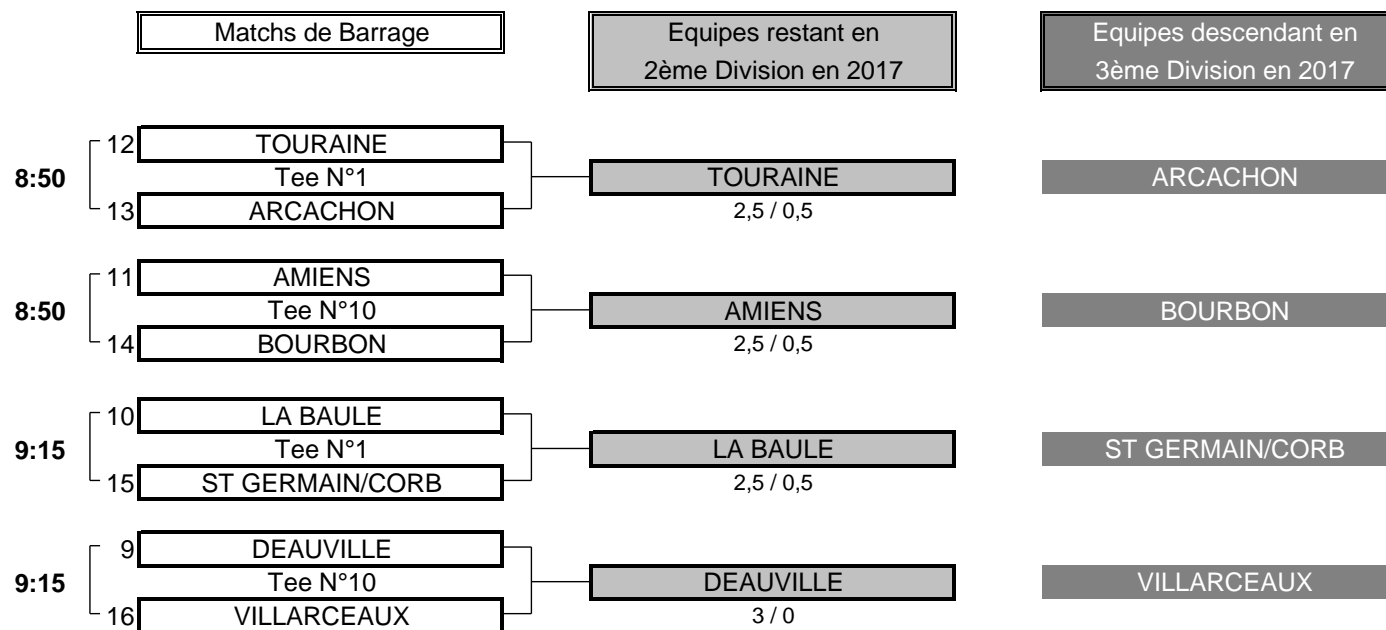 Matchs de Barrage
Equipes restant en
2ème Division en 2017
Equipes descendant en
3ème Division en 2017
12 TOURAINE
8:50 Tee N°1 TOURAINE ARCACHON
13 ARCACHON 2,5 / 0,5
11 AMIENS
8:50 Tee N°10 AMIENS BOURBON
14 BOURBON 2,5 / 0,5
10 LA BAULE
9:15 Tee N°1 LA BAULE ST GERMAIN/CORB
15 ST GERMAIN/CORB 2,5 / 0,5
9 DEAUVILLE
9:15 Tee N°10 DEAUVILLE VILLARCEAUX
16 VILLARCEAUX 3 / 0